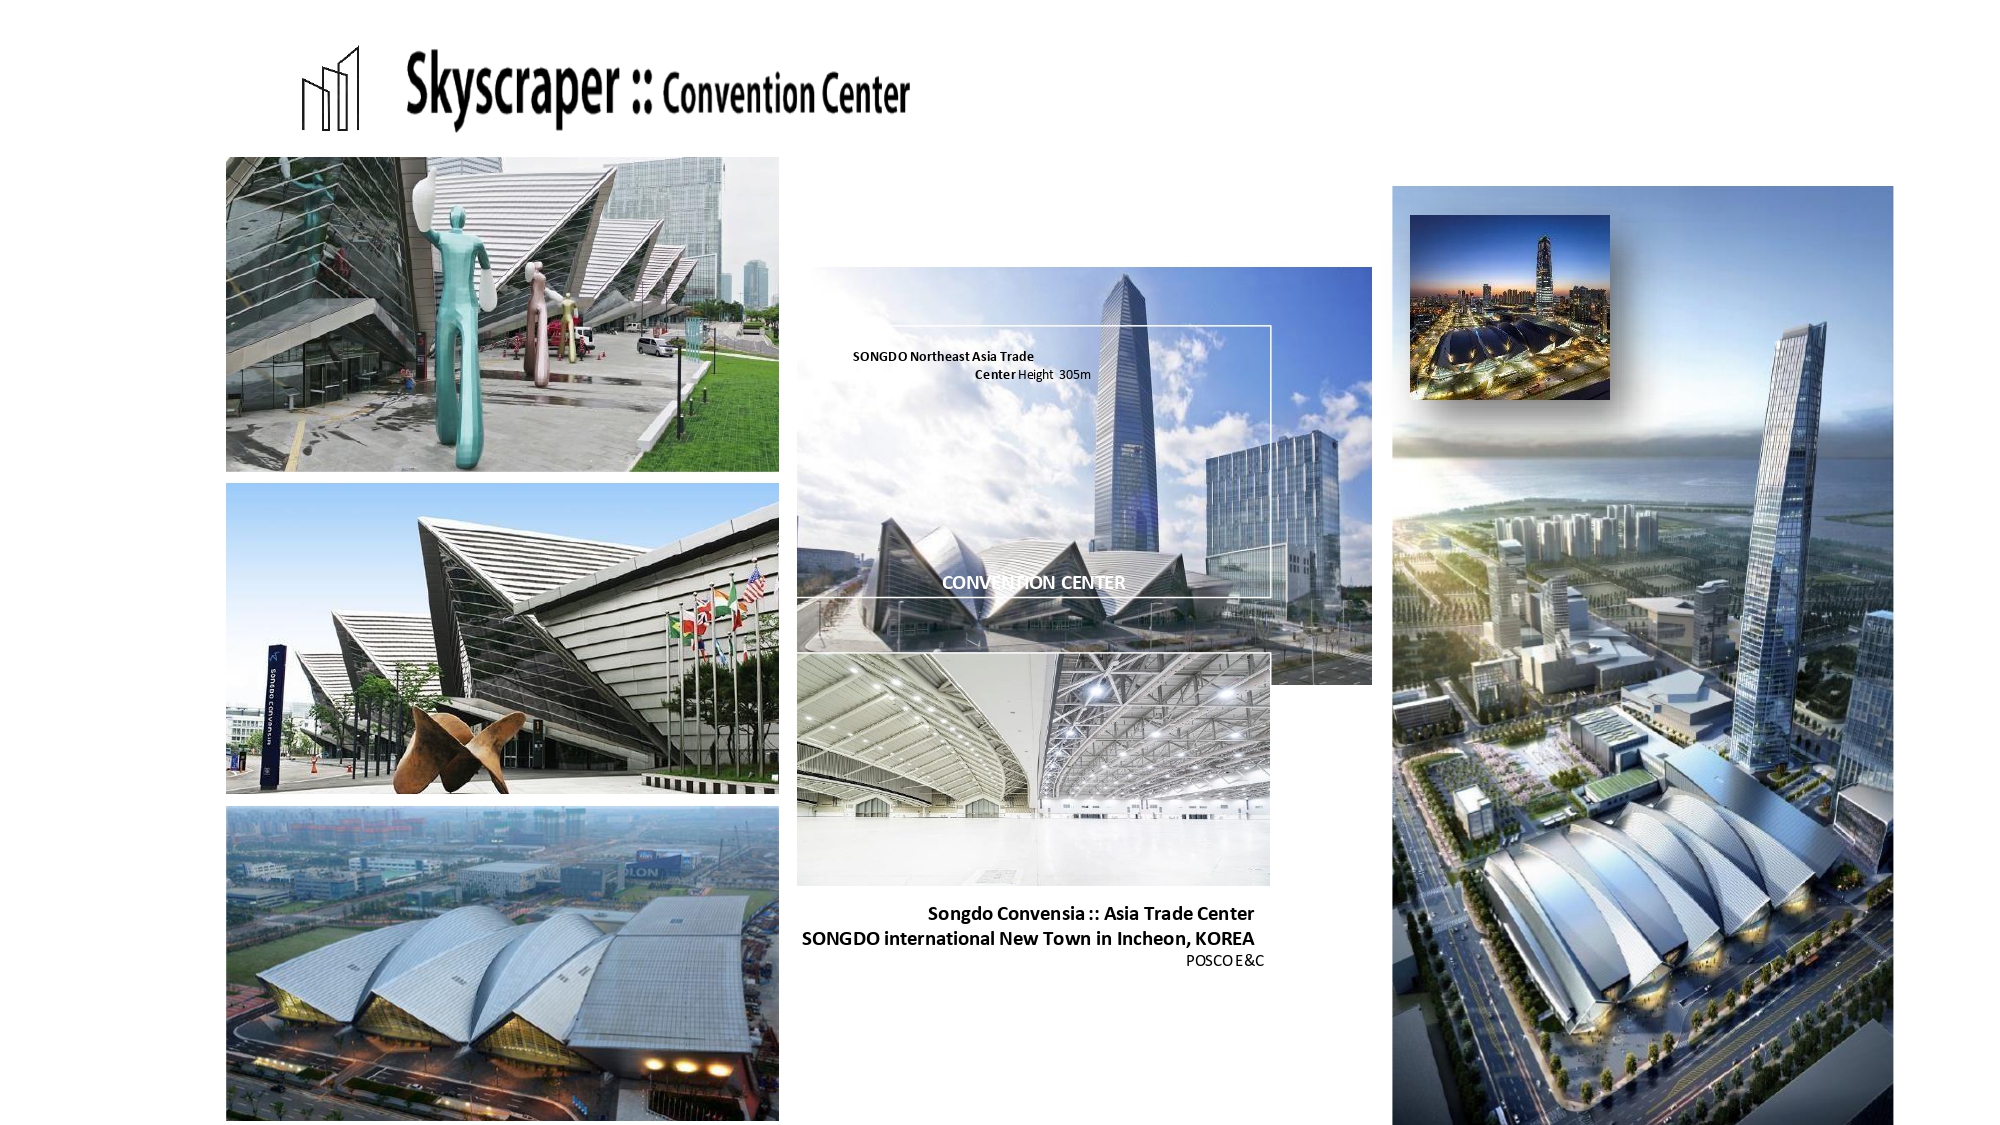 Skyscraper :: Convention Center
SONGDO Northeast Asia Trade
Center Height 305m
CONVENTION CENTER
SONGDO CONVENSIA
Songdo Convensia :: Asia Trade Center
SONGDO international New Town in Incheon, KOREA
POSCO E&C